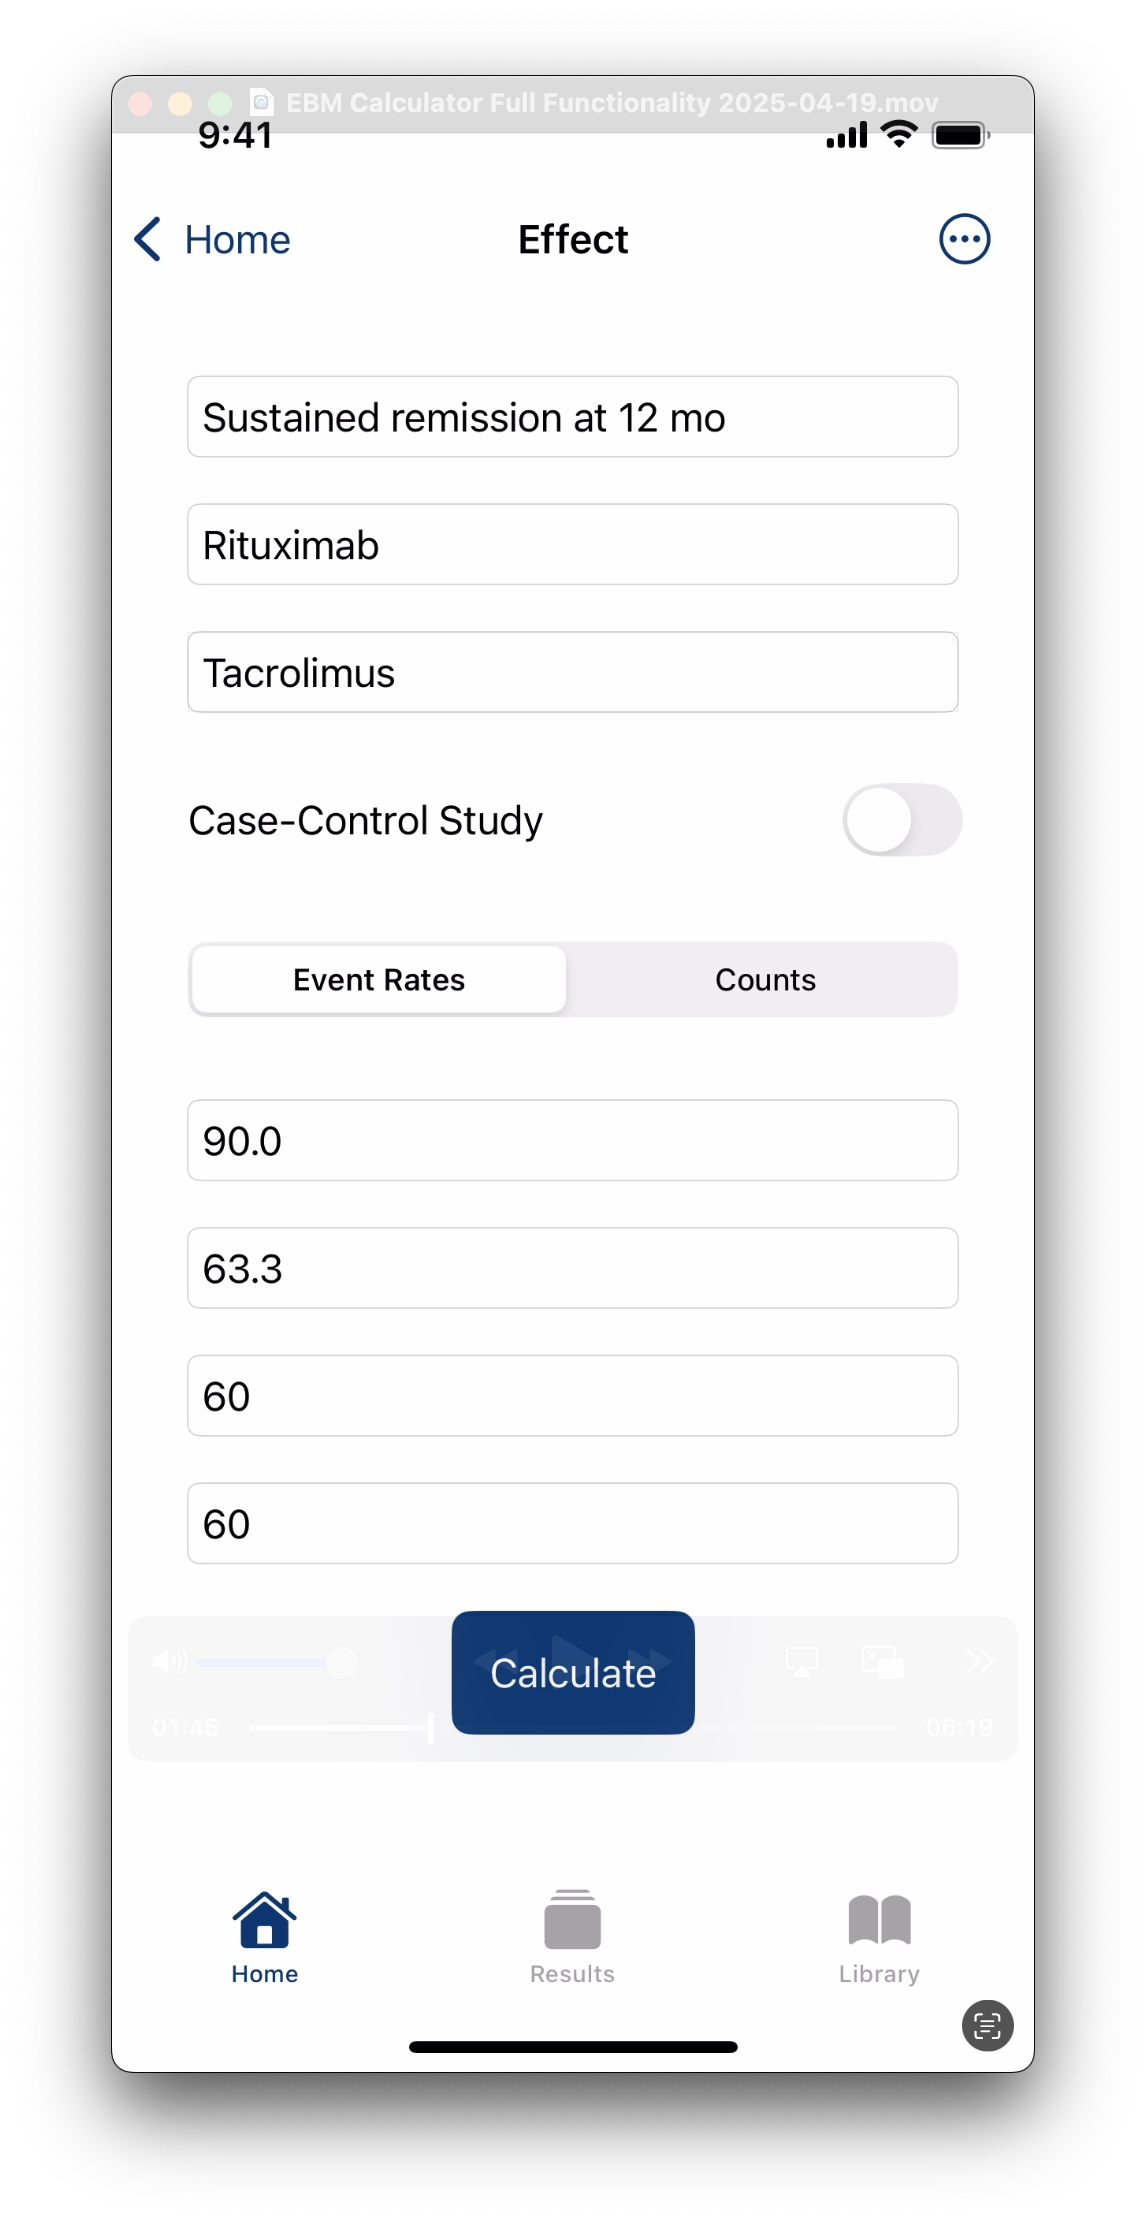 EBM Calculator Full Functionality 2025-04-19.mov
9:41
Home
Effect
Sustained remission at 12 mo
Rituximab
Tacrolimus
Case-Control Study
Event Rates
Counts
90.0
63.3
60
60
Calculate
01:45
06:19
Home
Results
Library